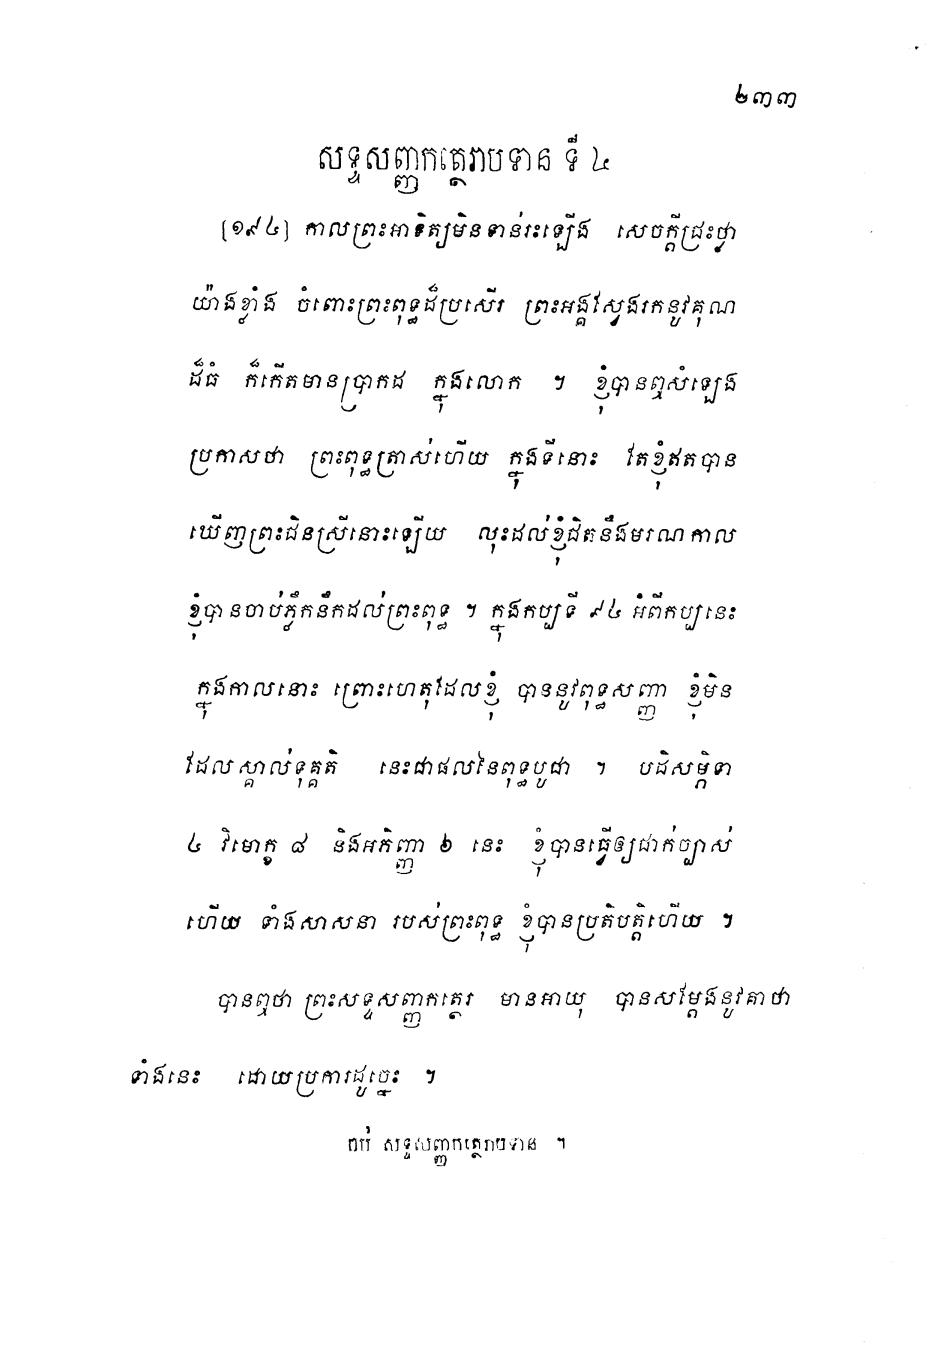 ២៣៣
សទ្ទសញ្ញកត្ថេរាបទាន ទី ៤
[១៩៤] កាលព្រះអាទិត្យមិនទាន់រះឡើង សេចក្តីជ្រះថ្លា
យ៉ាងខ្លាំង ចំពោះព្រះពុទ្ធដ៏ប្រសើរ ព្រះអង្គស្វែងរកនូវគុណ
ដ៏ធំ ក៏កើតមានប្រាកដ ក្នុងលោក ។ ខ្ញុំបានឮសំឡេង
ប្រកាសថា ព្រះពុទ្ធត្រាស់ហើយ ក្នុងទីនោះ តែខ្ញុំឥតបាន
ឃើញព្រះជិនស្រីនោះឡើយ លុះដល់ខ្ញុំជិតនឹងមរណកាល
ខ្ញុំបានចាប់ភ្លឹកនឹកដល់ព្រះពុទ្ធ ។ ក្នុងកប្បទី ៩៤ អំពីកប្បនេះ
ក្នុងកាលនោះ ព្រោះហេតុដែលខ្ញុំ បាននូវពុទ្ធសញ្ញា ខ្ញុំមិន
ដែលស្គាល់ទុគ្គតិ នេះជាផលនៃពុទ្ធបូជា ។ បដិសម្ភិទា
៤ វិមោក្ខ ៨ និងអភិញ្ញា ៦ នេះ ខ្ញុំបានធ្វើឲ្យជាក់ច្បាស់
ហើយ ទាំងសាសនា របស់ព្រះពុទ្ធ ខ្ញុំបានប្រតិបត្តិហើយ ។
បានឮថា ព្រះសទ្ទសញ្ញកត្ថេរ មានអាយុ បានសម្តែងនូវគាថា
ទាំងនេះ ដោយប្រការដូច្នេះ ។
ចប់ សទ្ទសញ្ញកត្ថេរាបទាន ។